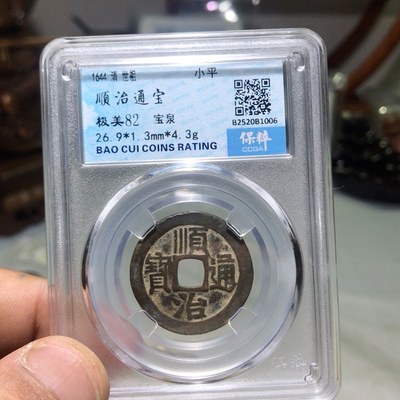 1644 清 世祖
小平
順治通宝
极美82 宝泉
26.9*1.3mm*4.3g
BAO CUI COINS RATING
B2520B1006
保粹
順治通寶